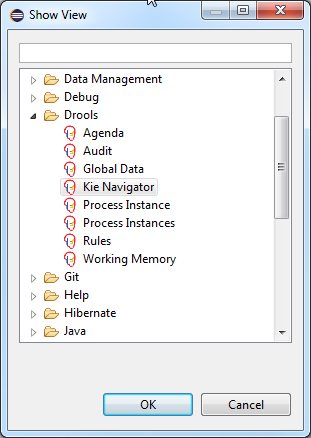 Show View
Data Management
Debug
Drools
Agenda
Audit
Global Data
Kie Navigator
Process Instance
Process Instances
Rules
Working Memory
Git
Help
Hibernate
Java
OK
Cancel